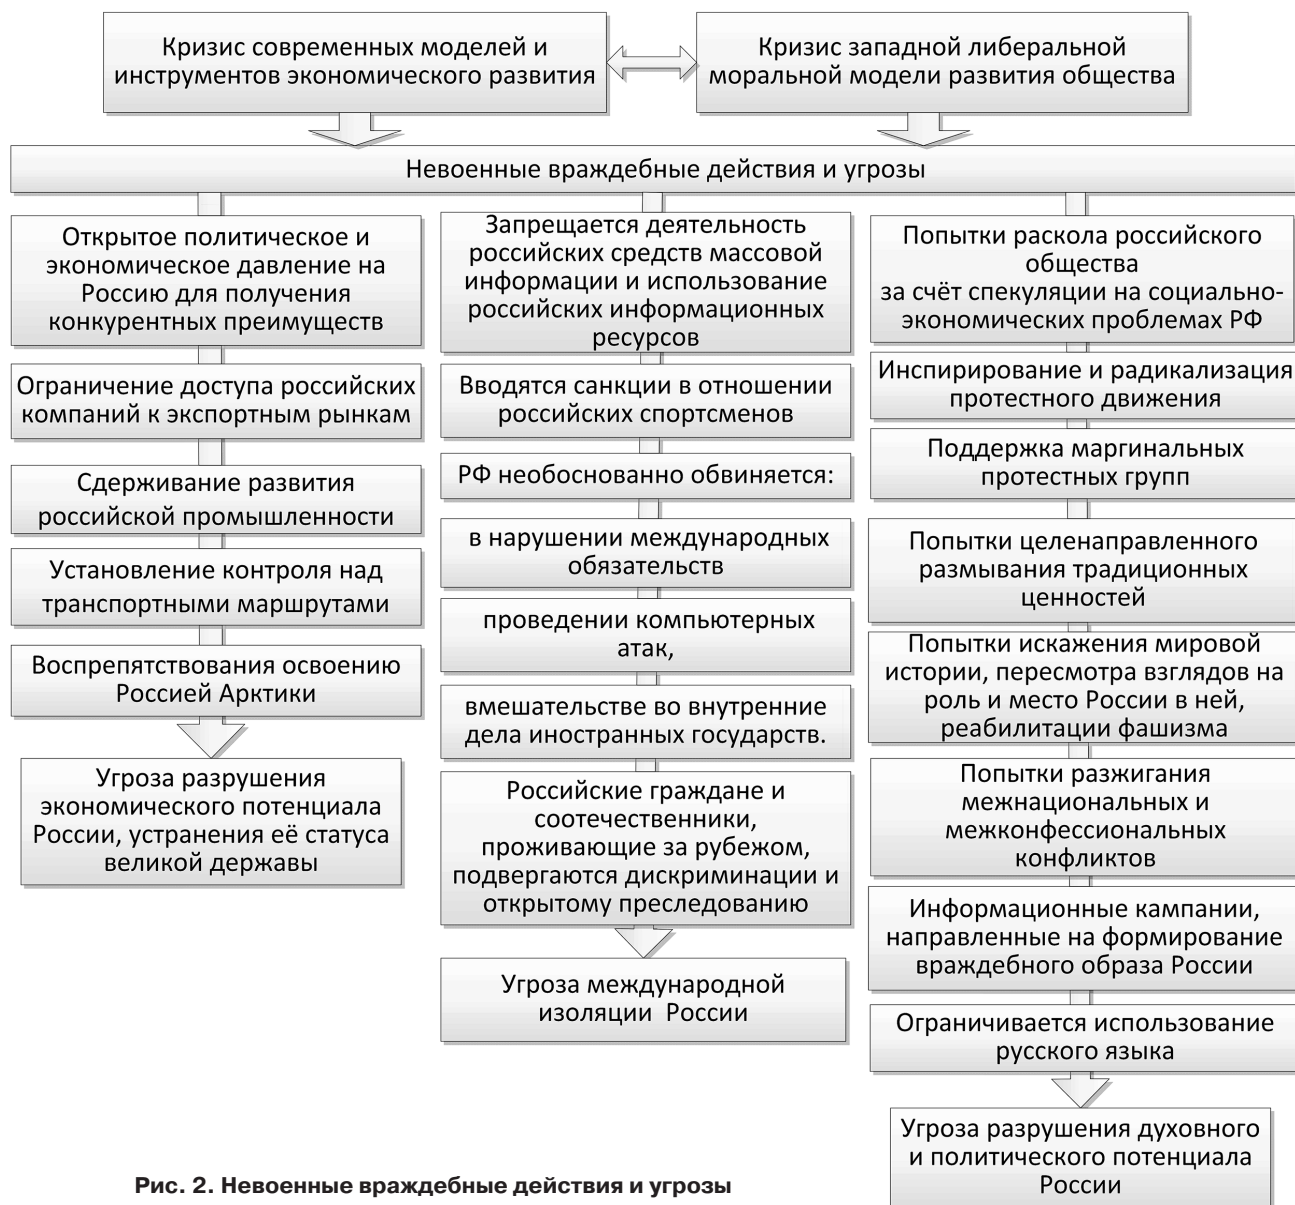 Кризис современных моделей и
инструментов экономического развития
Кризис западной либеральной
моральной модели развития общества
Невоенные враждебные действия и угрозы
Открытое политическое и
экономическое давление на
Россию для получения
конкурентных преимуществ
Ограничение доступа российских
компаний к экспортным рынкам
Сдерживание развития
российской промышленности
Установление контроля над
транспортными маршрутами
Воспрепятствования освоению
Россией Арктики
Угроза разрушения
экономического потенциала
России, устранения её статуса
великой державы
Запрещается деятельность
российских средств массовой
информации и использование
российских информационных
ресурсов
Вводятся санкции в отношении
российских спортсменов
РФ необоснованно обвиняется:
в нарушении международных
обязательств
проведении компьютерных
атак,
вмешательстве во внутренние
дела иностранных государств.
Российские граждане и
соотечественники,
проживающие за рубежом,
подвергаются дискриминации и
открытому преследованию
Угроза международной
изоляции России
Попытки раскола российского
общества
за счёт спекуляции на социально-
экономических проблемах РФ
Инспирирование и радикализация
протестного движения
Поддержка маргинальных
протестных групп
Попытки целенаправленного
размывания традиционных
ценностей
Попытки искажения мировой
истории, пересмотра взглядов на
роль и место России в ней,
реабилитации фашизма
Попытки разжигания
межнациональных и
межконфессиональных
конфликтов
Информационные кампании,
направленные на формирование
враждебного образа России
Ограничивается использование
русского языка
Угроза разрушения духовного
и политического потенциала
России
Рис. 2. Невоенные враждебные действия и угрозы